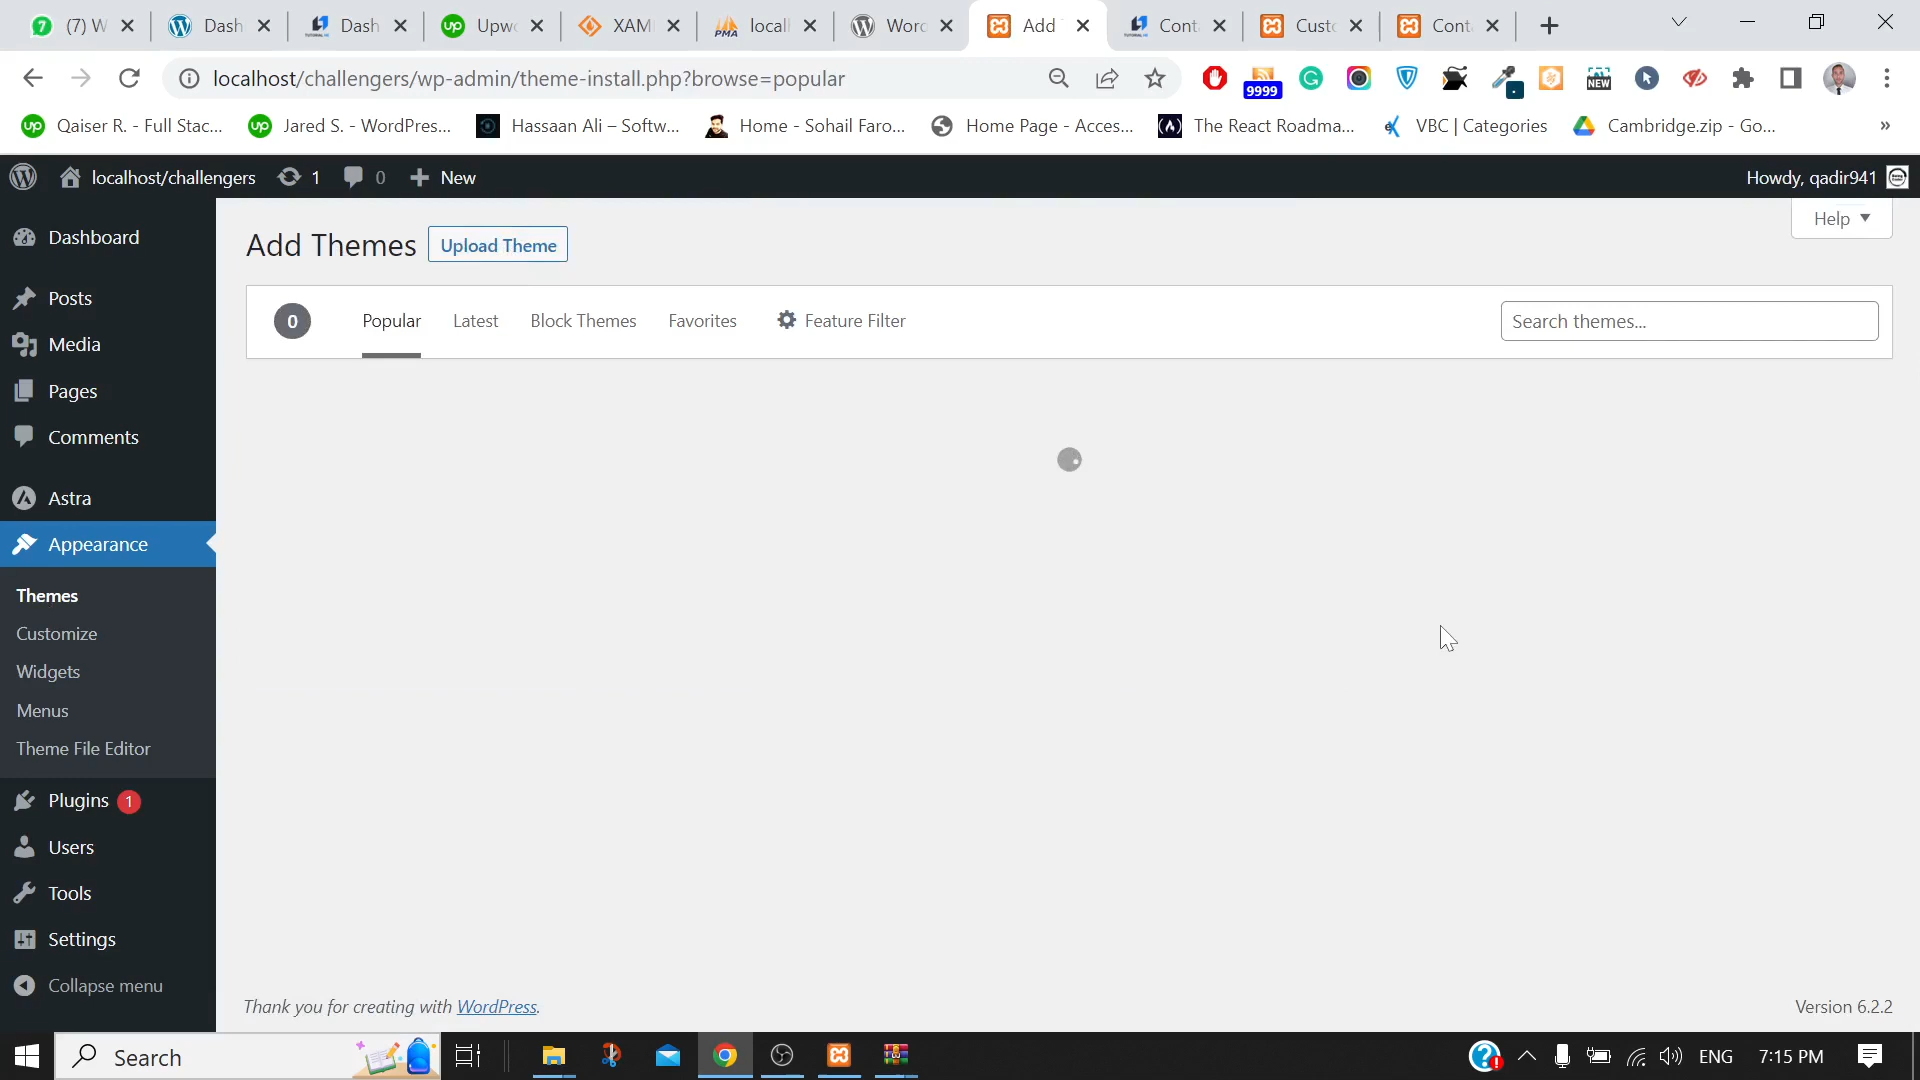 (7) W
Dash
Dash
Upwo
XAM
locall
Word
Add
Cont
Custo
Cont
localhost/challengers/wp-admin/theme-install.php?browse=popular
9999
NEW
Qaiser R. - Full Stac...
Jared S. - WordPres...
Hassaan Ali – Softw...
Home - Sohail Faro...
Home Page - Acces...
The React Roadma...
VBC | Categories
Cambridge.zip - Go...
»
localhost/challengers
1
0
New
Howdy, qadir941
Help
Dashboard
Posts
Media
Pages
Comments
Astra
Appearance
Themes
Customize
Widgets
Menus
Theme File Editor
Plugins 1
Users
Tools
Settings
Collapse menu
Add Themes
Upload Theme
0
Popular
Latest
Block Themes
Favorites
Feature Filter
Search themes...
Thank you for creating with WordPress.
Version 6.2.2
Search
ENG
7:15 PM